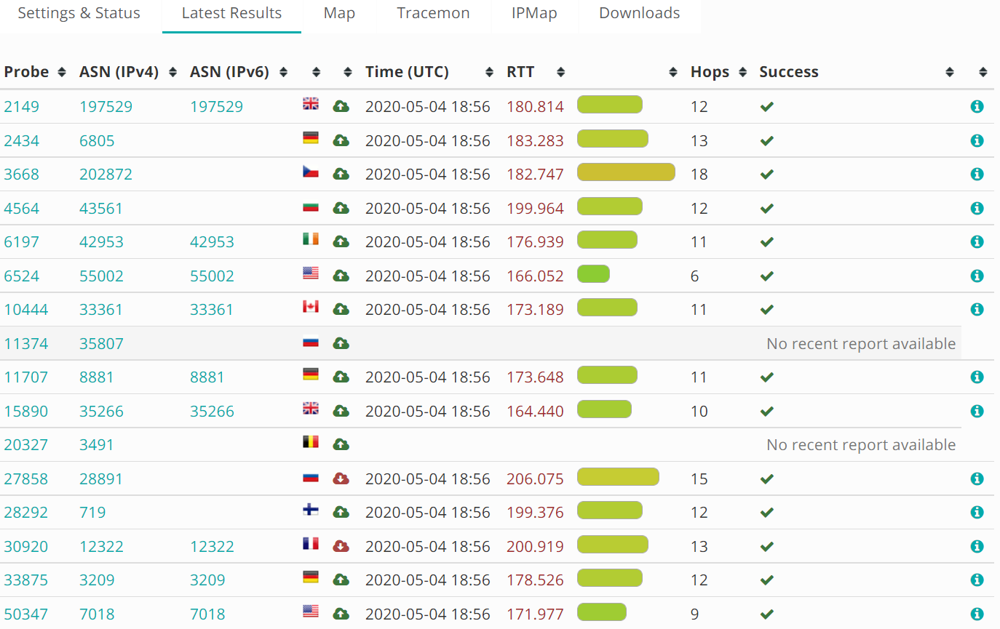 Settings & Status Latest Results Map Tracemon IPMap Downloads
Probe ASN (IPv4) ASN (IPv6) Time (UTC) RTT Hops Success
2149 197529 197529 2020-05-04 18:56 180.814 12
2434 6805 2020-05-04 18:56 183.283 13
3668 202872 2020-05-04 18:56 182.747 18
4564 43561 2020-05-04 18:56 199.964 12
6197 42953 42953 2020-05-04 18:56 176.939 11
6524 55002 55002 2020-05-04 18:56 166.052 6
10444 33361 33361 2020-05-04 18:56 173.189 11
11374 35807 No recent report available
11707 8881 8881 2020-05-04 18:56 173.648 11
15890 35266 35266 2020-05-04 18:56 164.440 10
20327 3491 No recent report available
27858 28891 2020-05-04 18:56 206.075 15
28292 719 2020-05-04 18:56 199.376 12
30920 12322 12322 2020-05-04 18:56 200.919 13
33875 3209 3209 2020-05-04 18:56 178.526 12
50347 7018 7018 2020-05-04 18:56 171.977 9